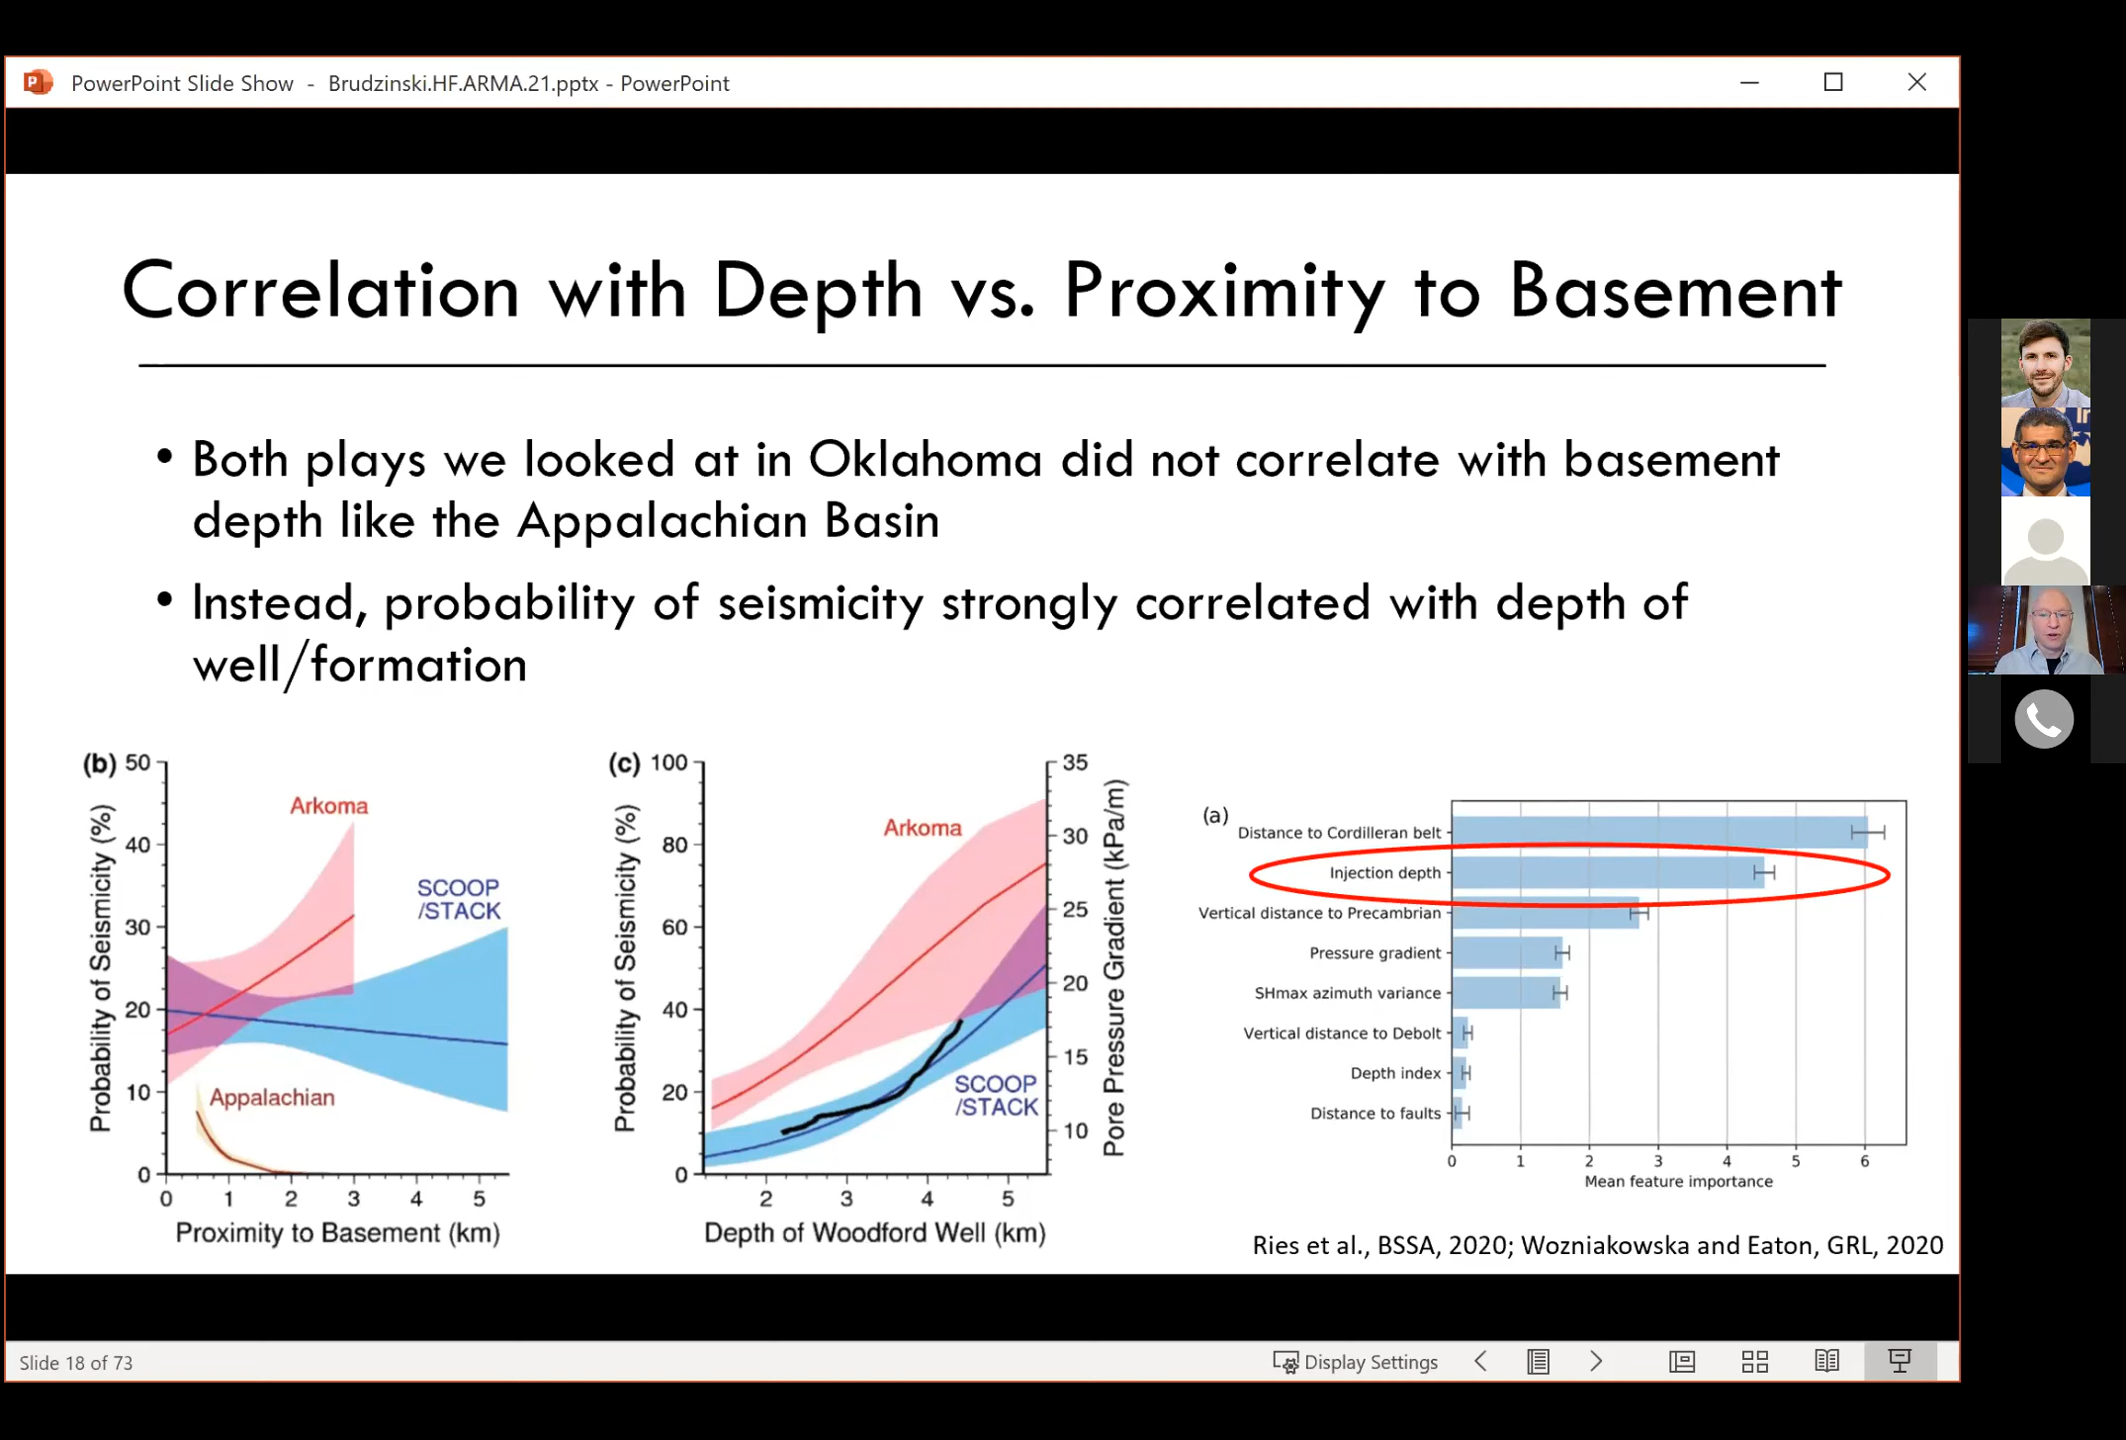 PowerPoint Slide Show - Brudzinski.HF.ARMA.21.pptx - PowerPoint
Correlation with Depth vs. Proximity to Basement
• Both plays we looked at in Oklahoma did not correlate with basement
depth like the Appalachian Basin
• Instead, probability of seismicity strongly correlated with depth of
well/formation
(b)
50
40
30
20
10
0
Probability of Seismicity (%)
Arkoma
SCOOP
/STACK
Appalachian
0 1 2 3 4 5
Proximity to Basement (km)
(c)
100
80
60
40
20
0
Probability of Seismicity (%)
Arkoma
SCOOP
/STACK
35
30
25
20
15
10
Pore Pressure Gradient (kPa/m)
2 3 4 5
Depth of Woodford Well (km)
(a)
Distance to Cordilleran belt
Injection depth
Vertical distance to Precambrian
Pressure gradient
SHmax azimuth variance
Vertical distance to Debolt
Depth index
Distance to faults
0 1 2 3 4 5 6
Mean feature importance
Ries et al., BSSA, 2020; Wozniakowska and Eaton, GRL, 2020
Slide 18 of 73
Display Settings